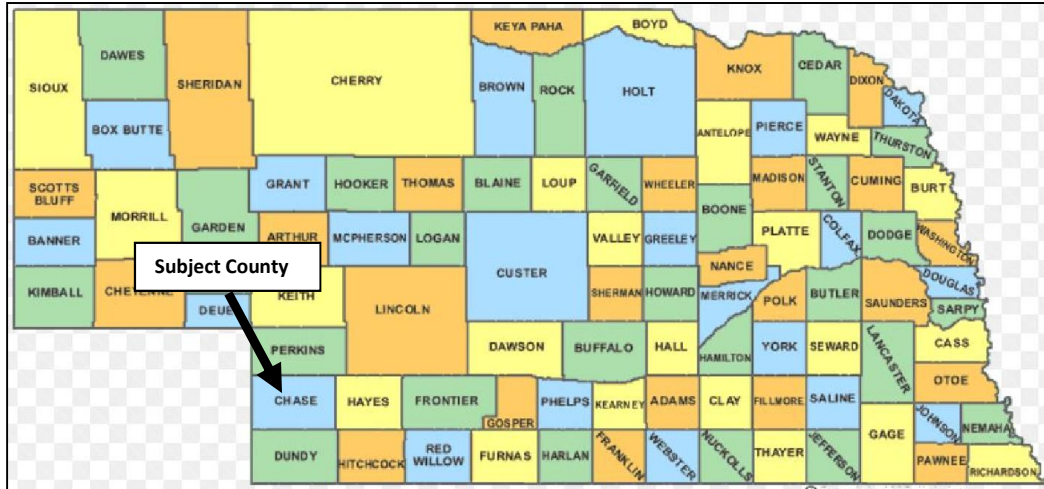 KEYA PAHA
BOYD
DAWES
SIOUX
SHERIDAN
CHERRY
BROWN
ROCK
HOLT
KNOX
CEDAR
DIXON
DAKOTA
BOX BUTTE
ANTELOPE
PIERCE
WAYNE
THURSTON
SCOTTS
BLUFF
MORRILL
GARDEN
GRANT
HOOKER
THOMAS
BLAINE
LOUP
GARFIELD
WHEELER
MADISON
STANTON
CUMING
BURT
BANNER
ARTHUR
MCPHERSON
LOGAN
CUSTER
VALLEY
GREELEY
BOONE
PLATTE
COLFAX
DODGE
WASHINGTON
Subject County
KIMBALL
CHEYENNE
DEUEL
KEITH
LINCOLN
SHERMAN
HOWARD
NANCE
MERRICK
POLK
BUTLER
SAUNDERS
DOUGLAS
SARPY
PERKINS
DAWSON
BUFFALO
HALL
HAMILTON
YORK
SEWARD
LANCASTER
CASS
OTOE
CHASE
HAYES
FRONTIER
GOSPER
PHELPS
KEARNEY
ADAMS
CLAY
FILLMORE
SALINE
DUNDY
HITCHCOCK
RED
WILLOW
FURNAS
HARLAN
FRANKLIN
WEBSTER
NUCKOLLS
THAYER
JEFFERSON
GAGE
JOHNSON
NEMAHA
PAWNEE
RICHARDSON